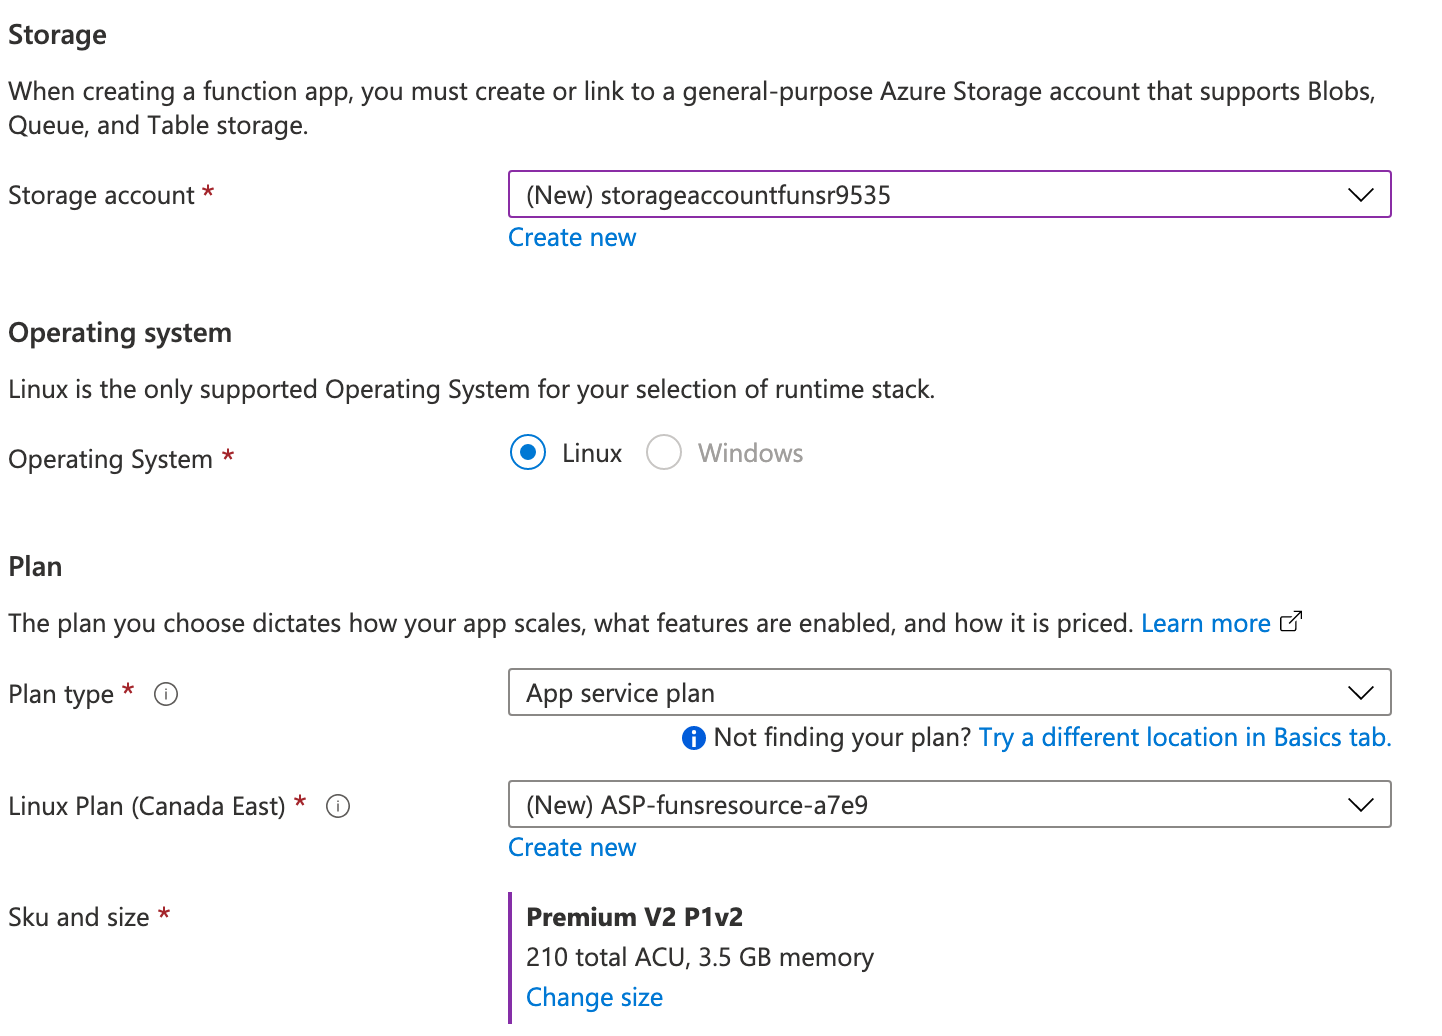 Storage
When creating a function app, you must create or link to a general-purpose Azure Storage account that supports Blobs,
Queue, and Table storage.
Storage account *
(New) storageaccountfunsr9535
Create new
Operating system
Linux is the only supported Operating System for your selection of runtime stack.
Operating System *
Linux
Windows
Plan
The plan you choose dictates how your app scales, what features are enabled, and how it is priced. Learn more
Plan type *
App service plan
Not finding your plan? Try a different location in Basics tab.
Linux Plan (Canada East) *
(New) ASP-funsresource-a7e9
Create new
Sku and size *
Premium V2 P1v2
210 total ACU, 3.5 GB memory
Change size